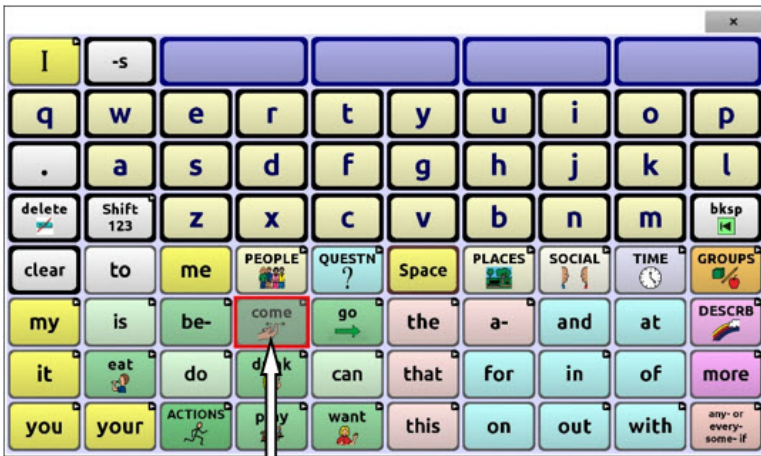 ×
I -s
q w e r t y u i o p
. a s d f g h j k l
delete Shift 123 z x c v b n m bksp
clear to me PEOPLE QUESTN ? Space PLACES SOCIAL TIME GROUPS
my is be- come go the a- and at DESCRB
it eat do can that for in of more
you your ACTIONS want this on out with any- or every- some- if